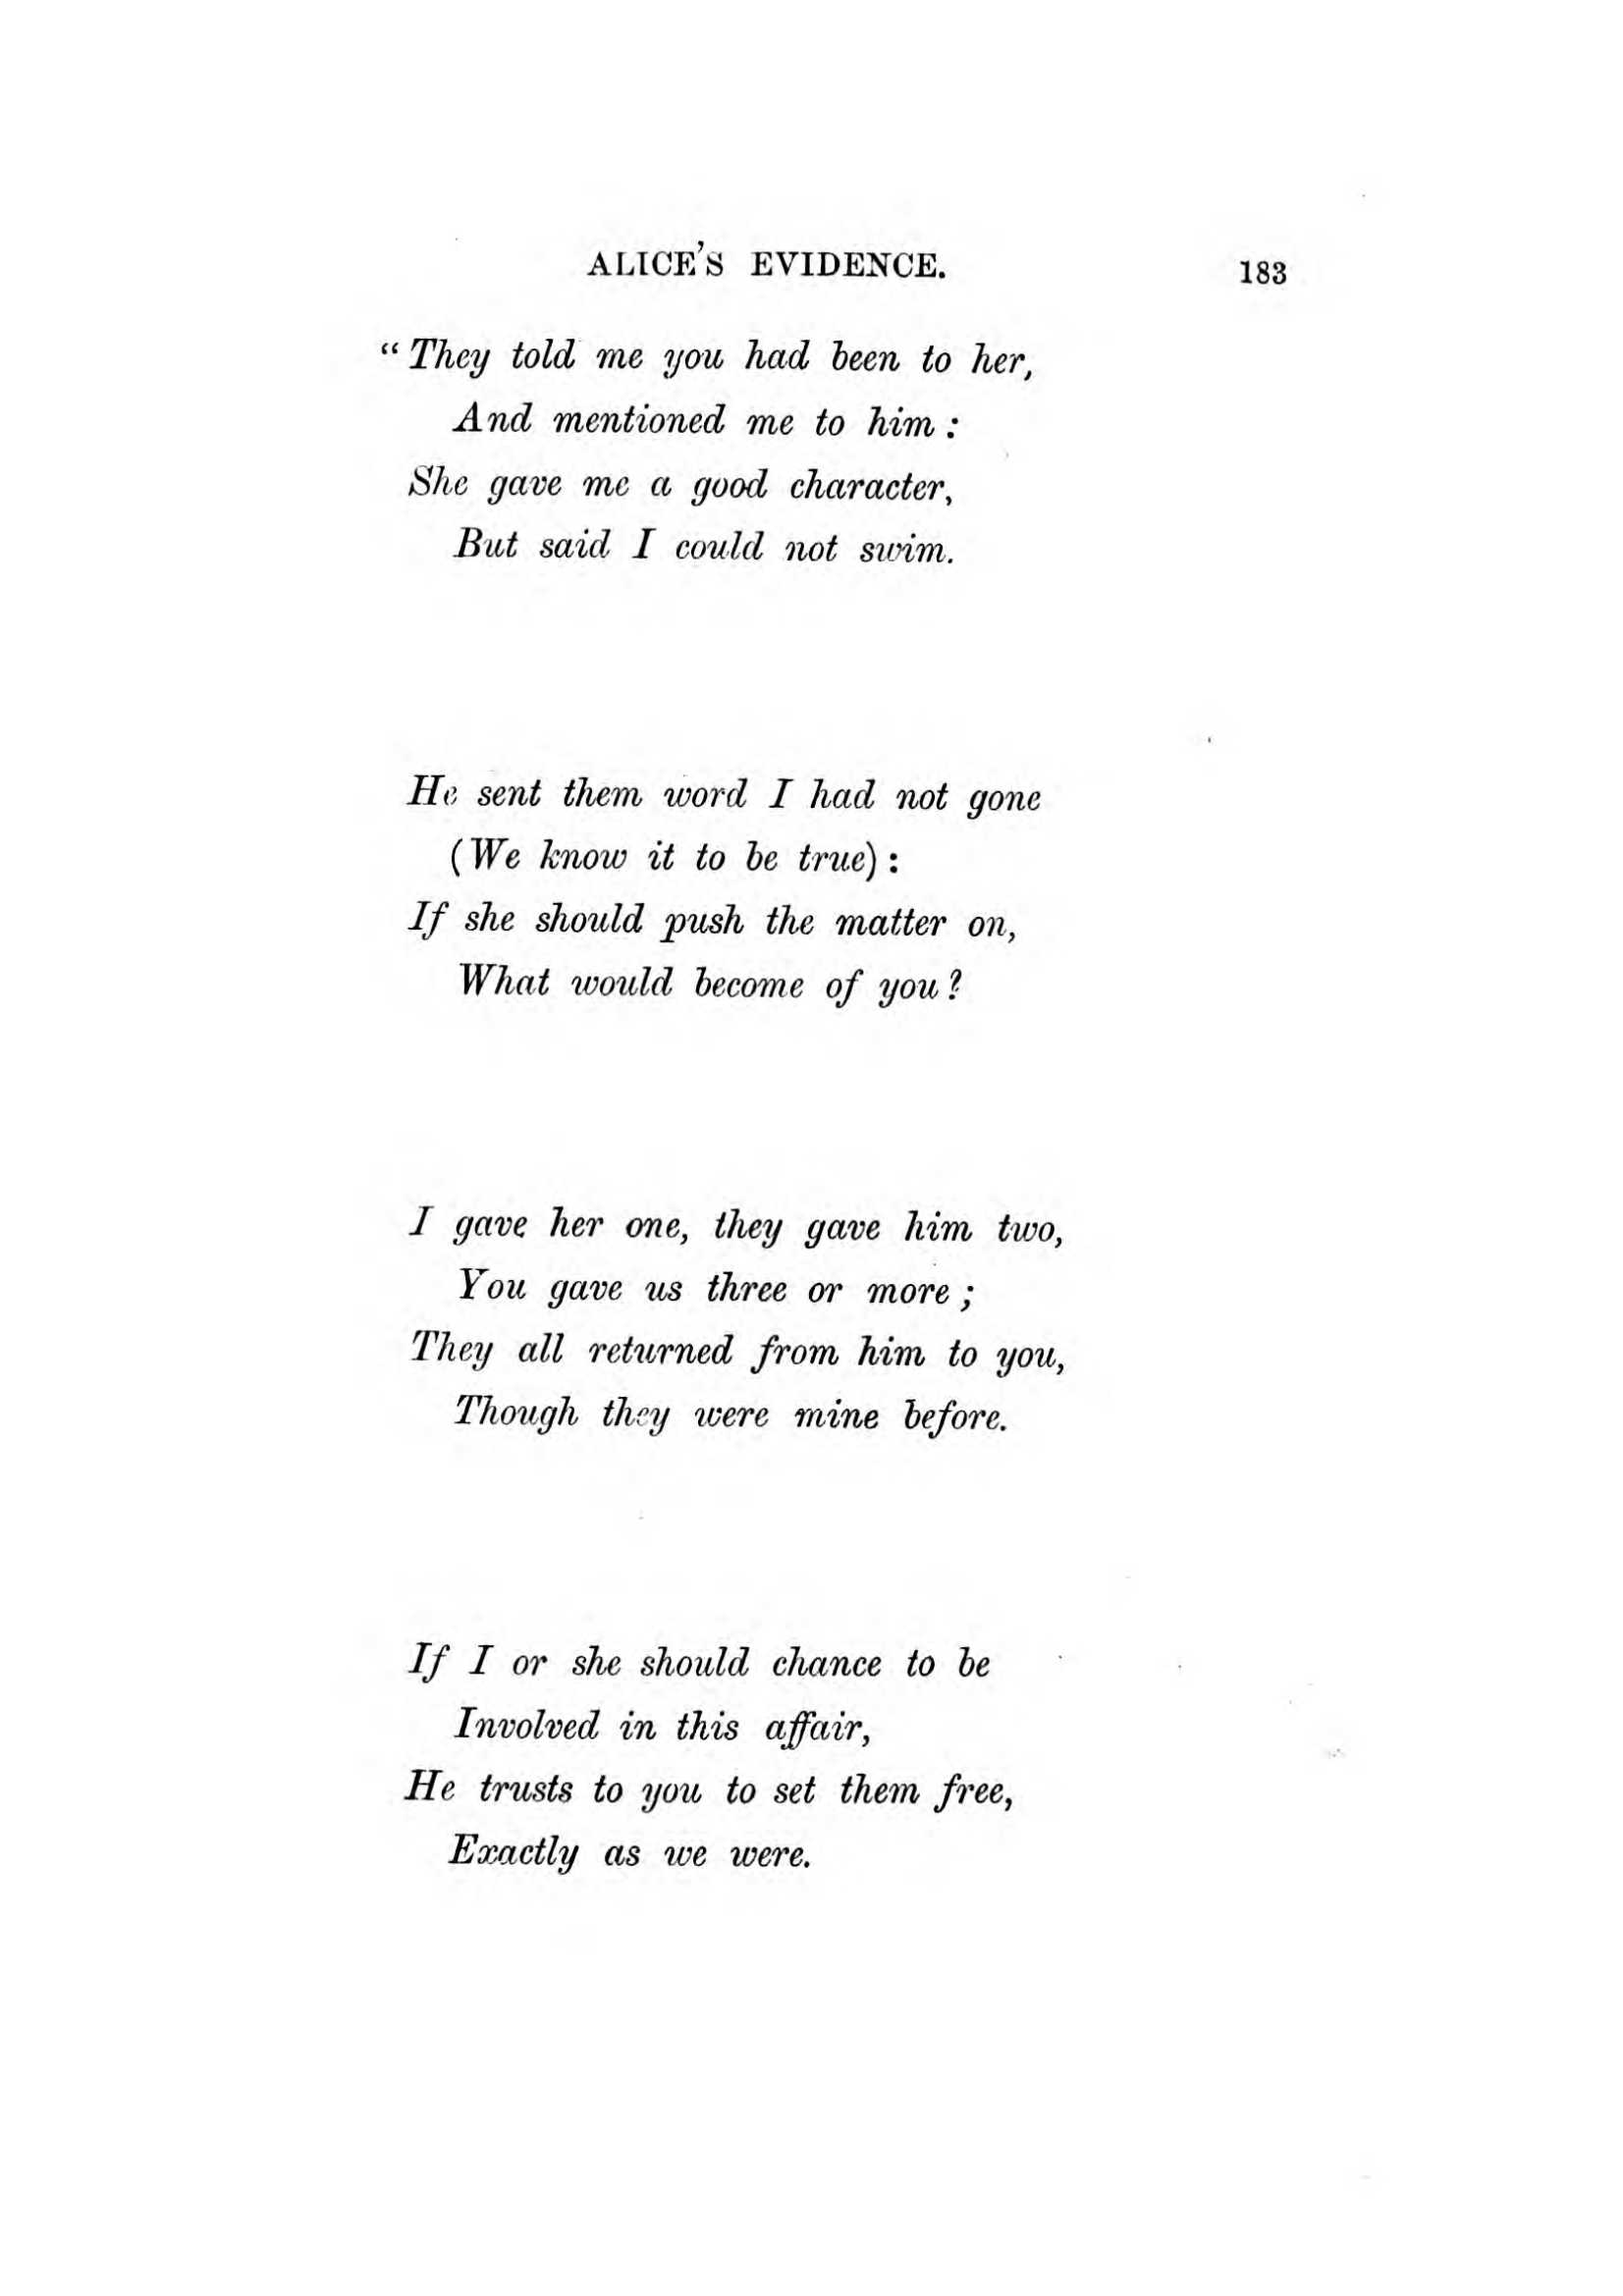 ALICE'S EVIDENCE. 183
“They told me you had been to her,
And mentioned me to him :
She gave me a good character,
But said I could not swim.
He sent them word I had not gone
(We know it to be true) :
If she should push the matter on,
What would become of you ?
I gave her one, they gave him two,
You gave us three or more ;
They all returned from him to you,
Though they were mine before.
If I or she should chance to be
Involved in this affair,
He trusts to you to set them free,
Exactly as we were.